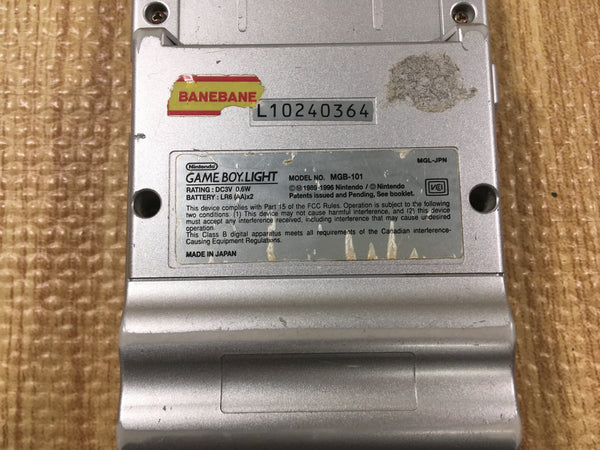 BANEBANE
L10240364
MGL-JPN
Nintendo
GAME BOY LIGHT
MODEL NO. MGB-101
RATING : DC3V 0.6W
BATTERY : LR6 (AA)x2
© Ⓜ 1989-1996 Nintendo / © Nintendo
Patents issued and Pending, See booklet.
VCI
This device complies with Part 15 of the FCC Rules. Operation is subject to the following
two conditions. (1) This device may not cause harmful interference, and (2) this device
must accept any interference received, including interference that may cause undesired
operation.
This Class B digital apparatus meets all requirements of the Canadian interference-
Causing Equipment Regulations.
MADE IN JAPAN